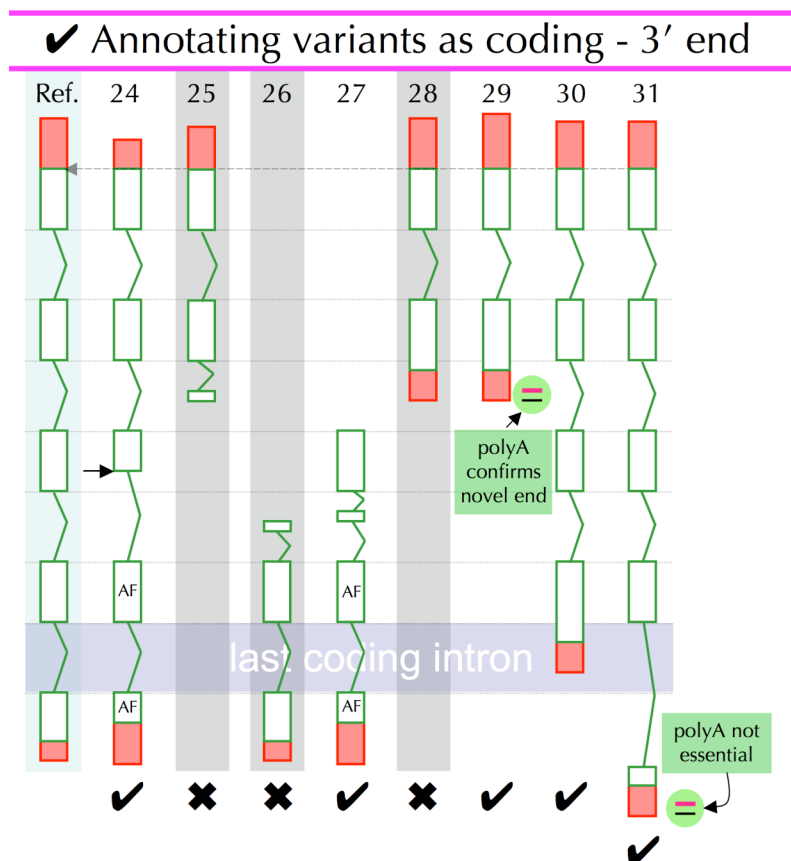 ✔ Annotating variants as coding - 3′ end
Ref. 24 25 26 27 28 29 30 31
polyA
confirms
novel end
AF AF
last coding intron
AF AF
polyA not
essential
✔ ✖ ✖ ✔ ✖ ✔ ✔
✔